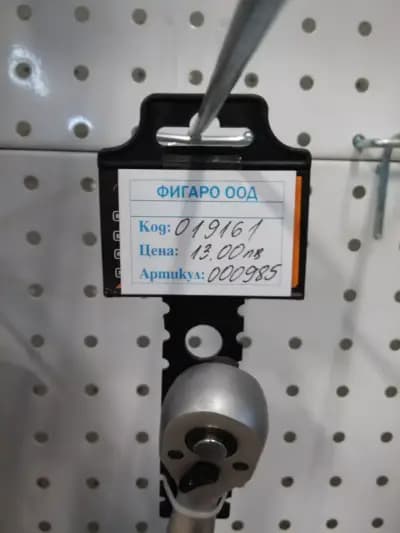 ФИГАРО ООД
Код: 019161
Цена: 13.00лв
Артикул: 000985